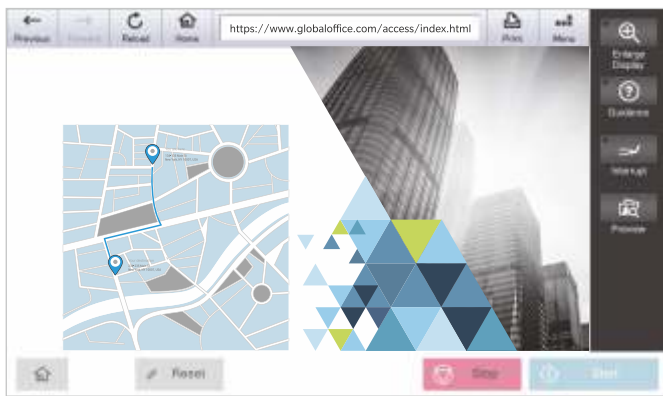 Previous
Reload
Home
https://www.globaloffice.com/access/index.html
Print
Menu
Enlarge
Display
Guidance
Interrupt
Preview
Reset
Stop
Start